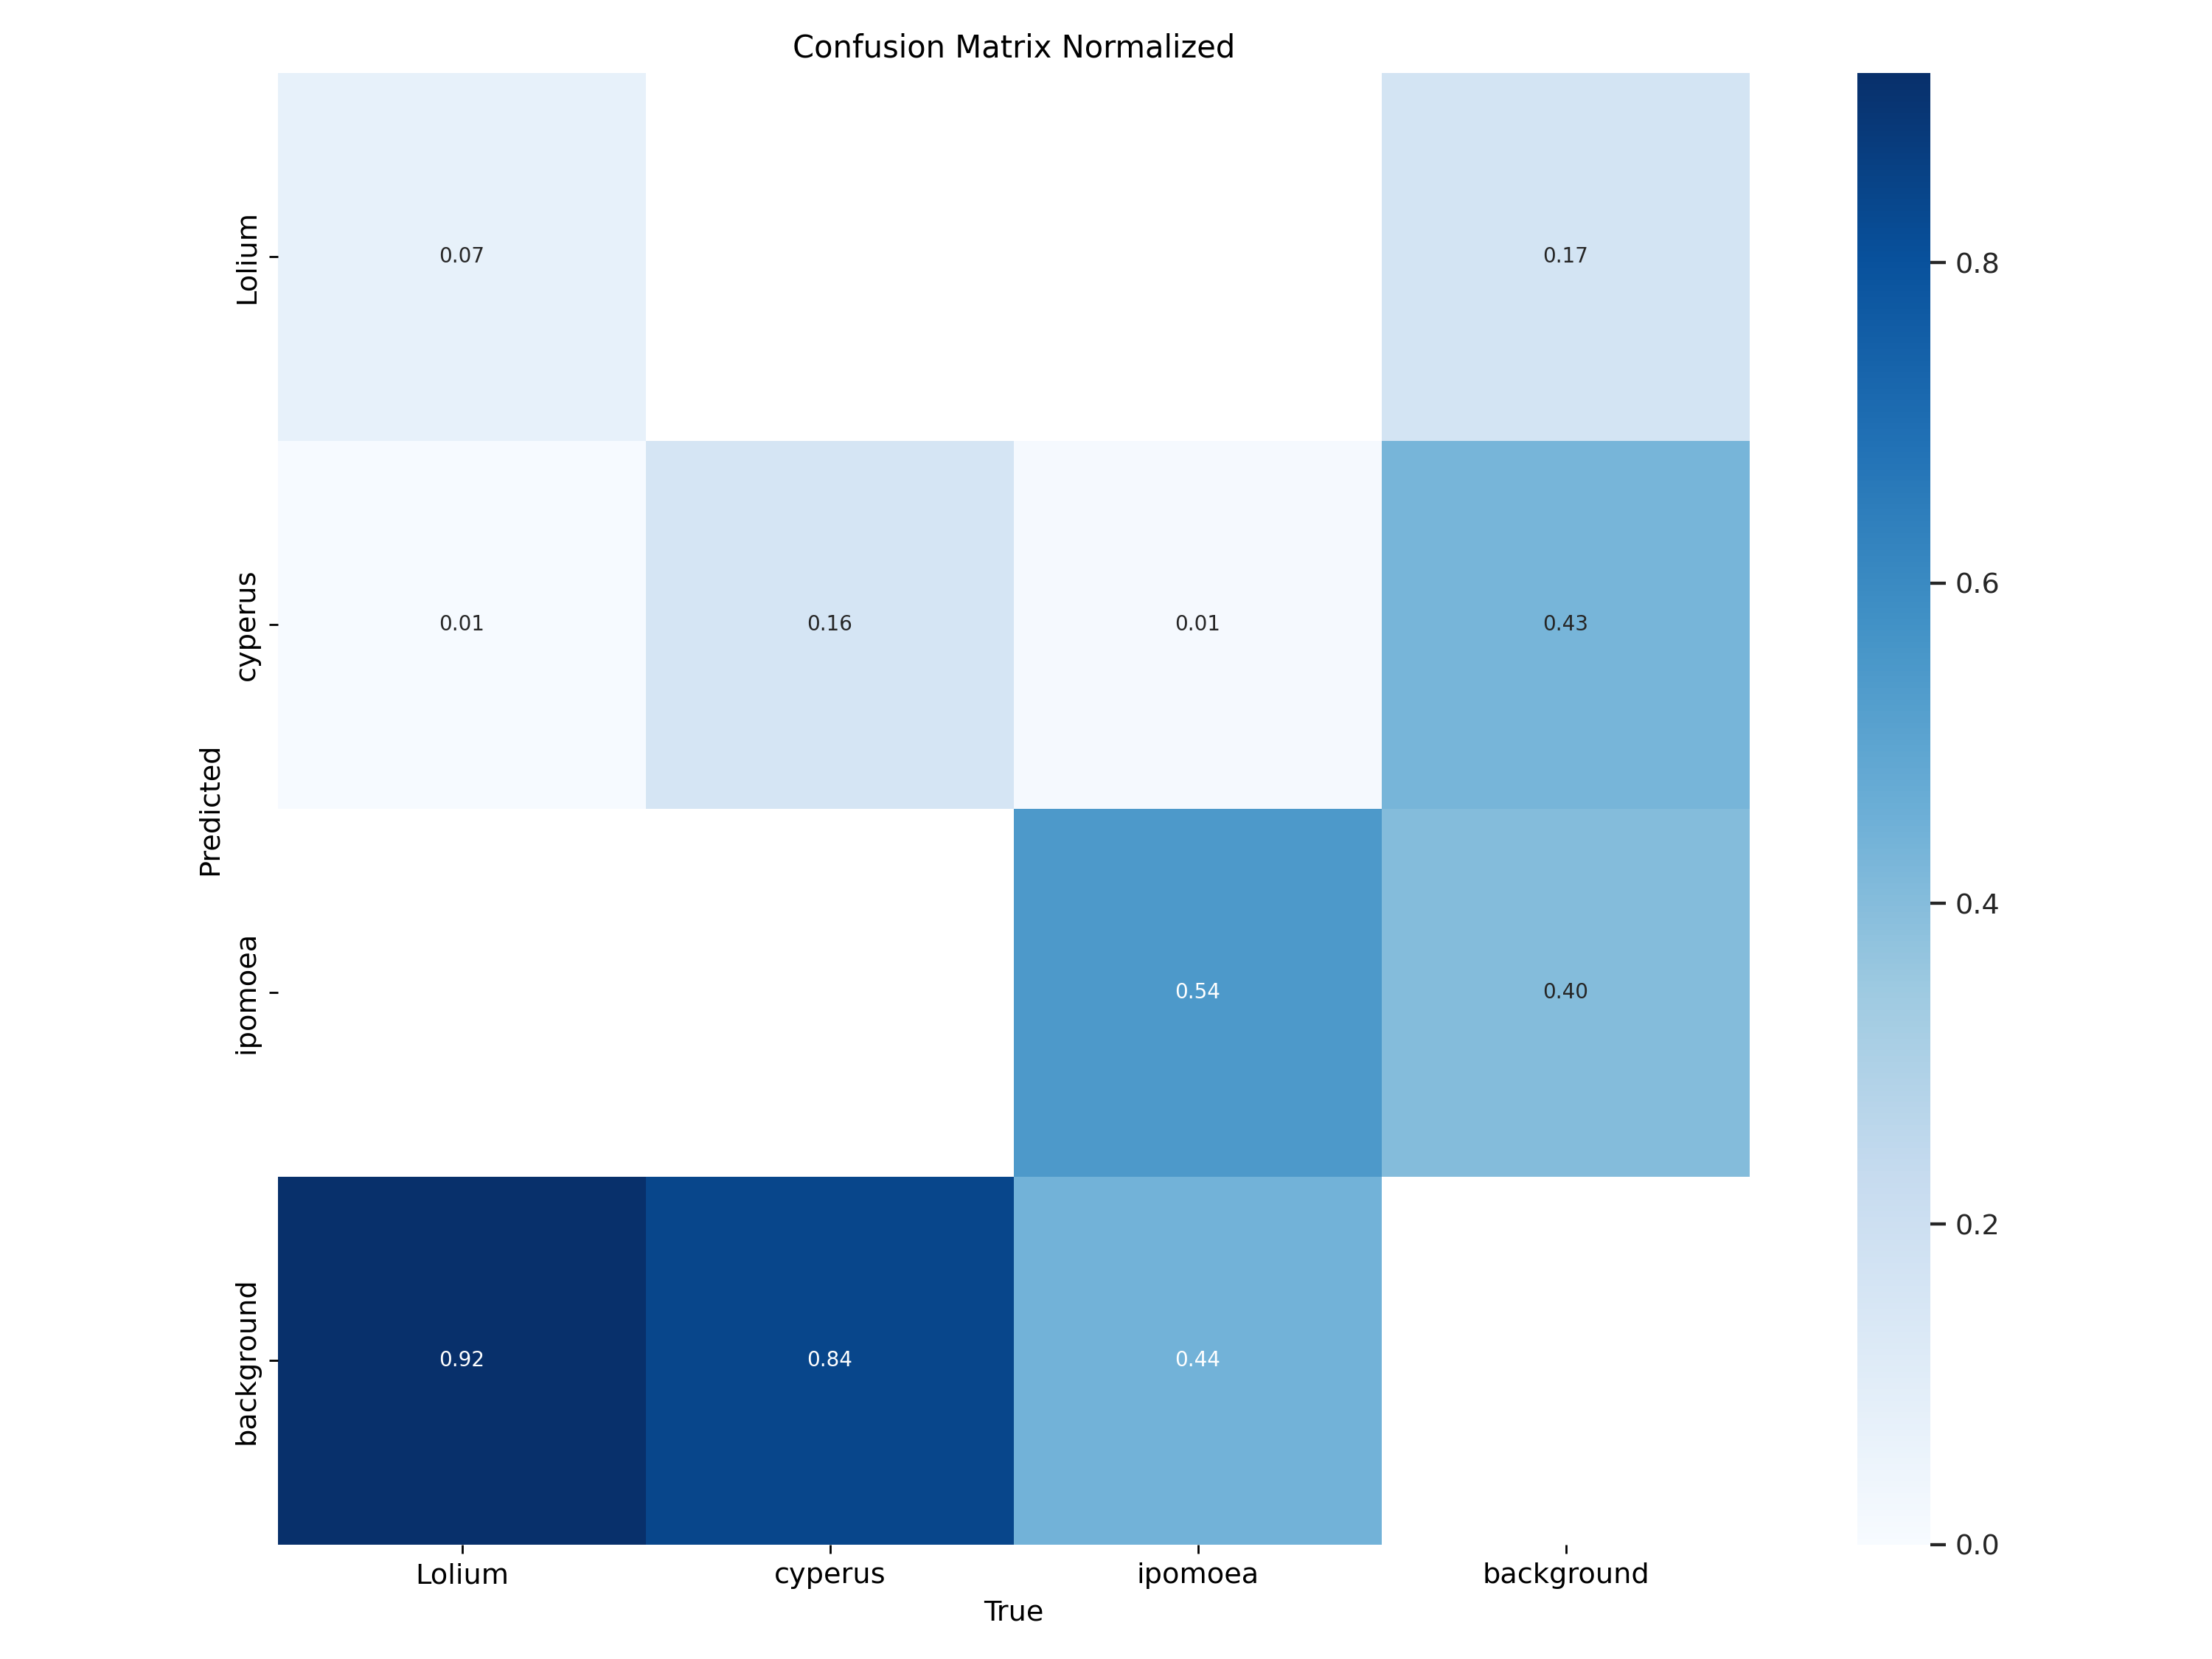 Confusion Matrix Normalized
Lolium
0.07
0.17
cyperus
0.01 0.16 0.01 0.43
ipomoea
0.54 0.40
background
0.92 0.84 0.44
Predicted
Lolium cyperus ipomoea background
True
0.8
0.6
0.4
0.2
0.0